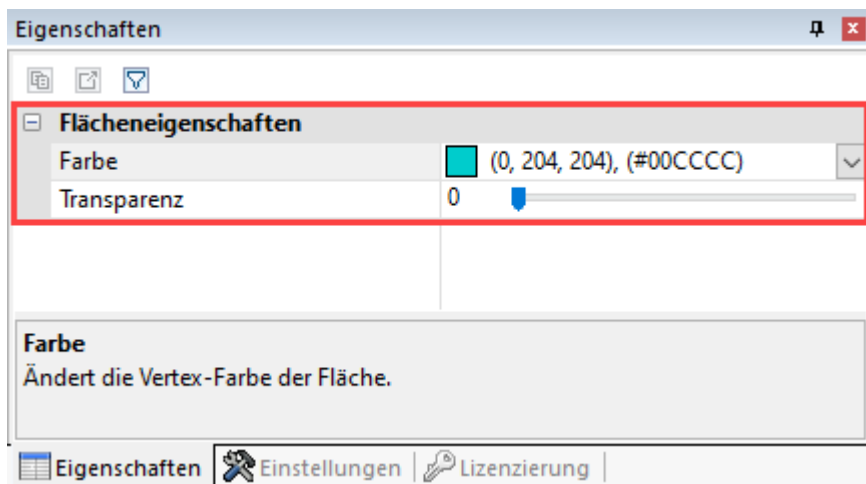 Eigenschaften
Flächeneigenschaften
Farbe (0, 204, 204), (#00CCCC)
Transparenz 0
Farbe
Ändert die Vertex-Farbe der Fläche.
Eigenschaften Einstellungen Lizenzierung